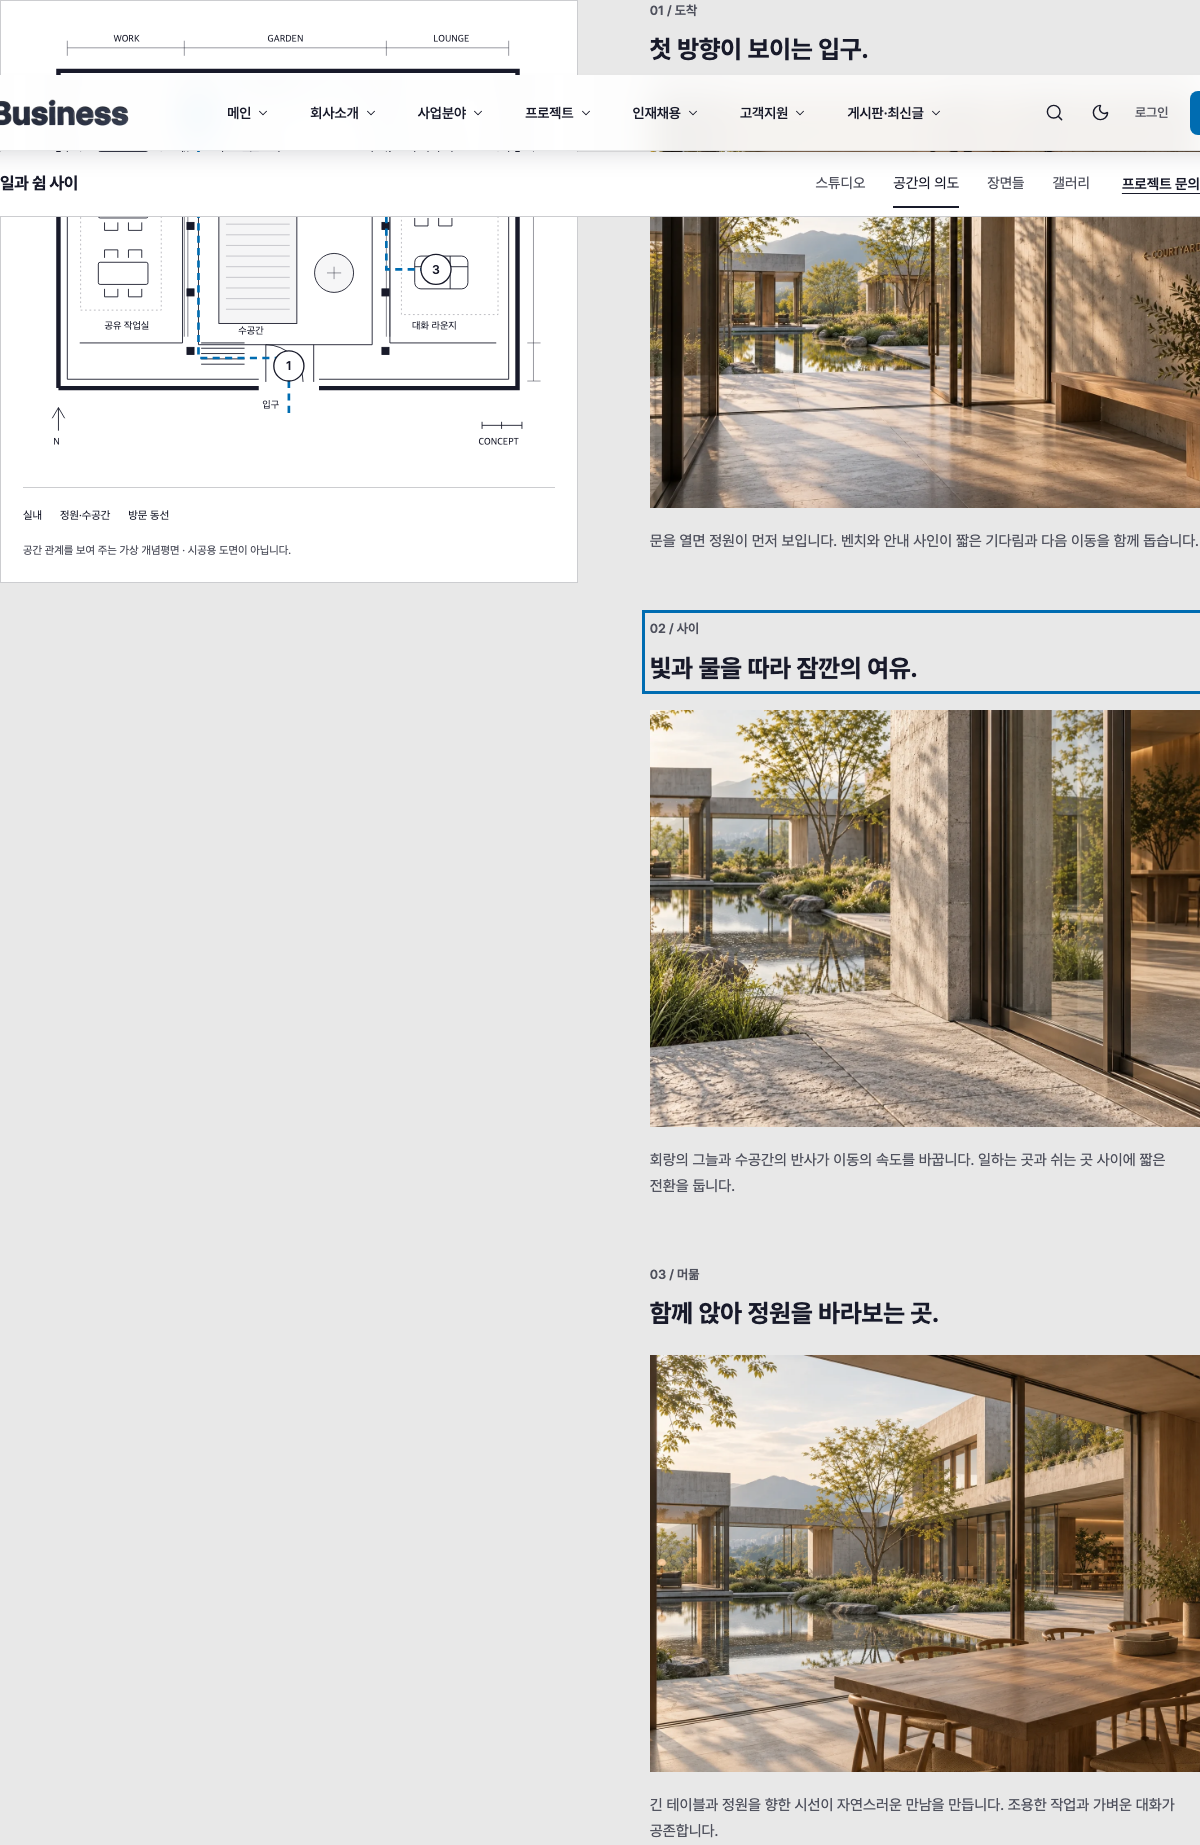 WORK GARDEN LOUNGE
01 / 도착
첫 방향이 보이는 입구.
Business
메인 회사소개 사업분야 프로젝트 인재채용 고객지원 게시판·최신글 로그인
일과 쉼 사이
스튜디오 공간의 의도 장면들 갤러리 프로젝트 문의
3
공유 작업실 수공간 대화 라운지
1
입구
N
CONCEPT
실내 정원·수공간 방문 동선
공간 관계를 보여 주는 가상 개념평면 · 시공용 도면이 아닙니다.
COURTYARD
문을 열면 정원이 먼저 보입니다. 벤치와 안내 사인이 짧은 기다림과 다음 이동을 함께 돕습니다.
02 / 사이
빛과 물을 따라 잠깐의 여유.
회랑의 그늘과 수공간의 반사가 이동의 속도를 바꿉니다. 일하는 곳과 쉬는 곳 사이에 짧은
전환을 둡니다.
03 / 머묾
함께 앉아 정원을 바라보는 곳.
긴 테이블과 정원을 향한 시선이 자연스러운 만남을 만듭니다. 조용한 작업과 가벼운 대화가
공존합니다.